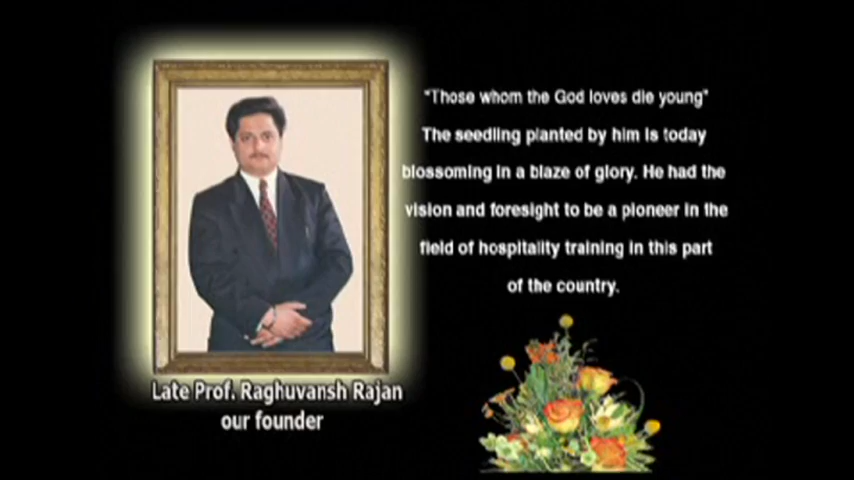 "Those whom the God loves die young"
The seedling planted by him is today
blossoming in a blaze of glory. He had the
vision and foresight to be a pioneer in the
field of hospitality training in this part
of the country.
Late Prof. Raghuvansh Rajan
our founder